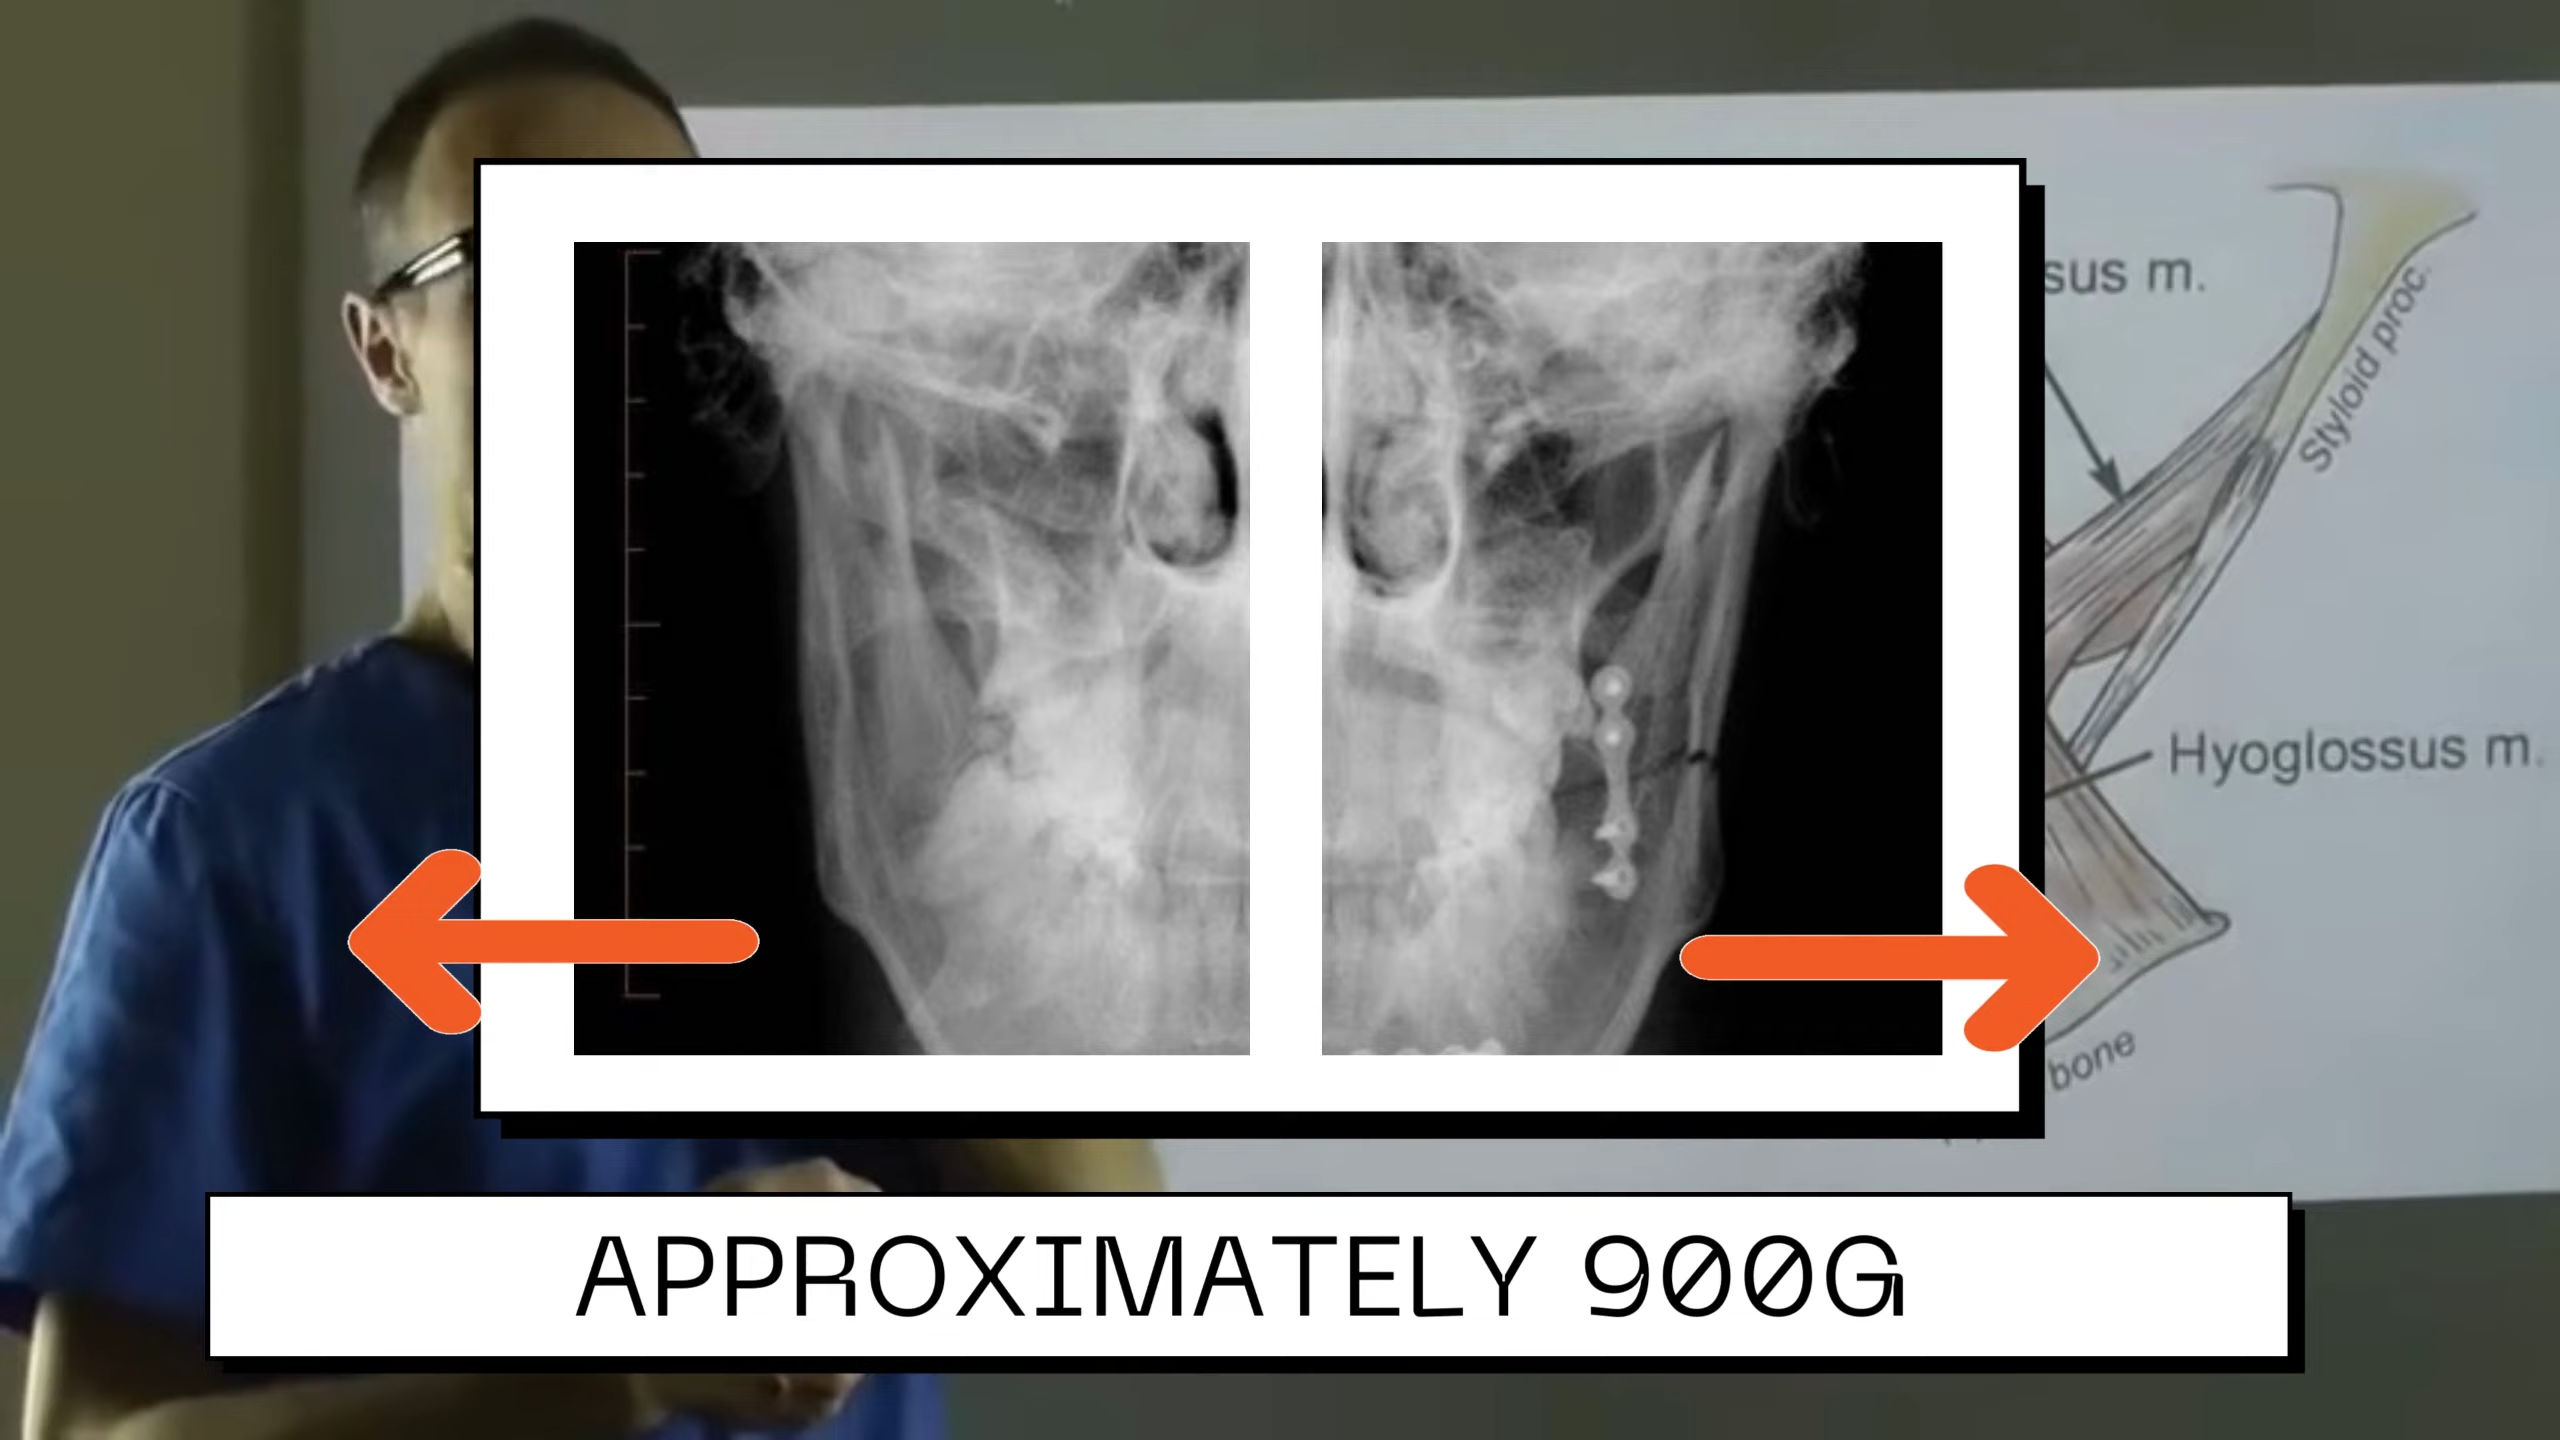 sus m.
Styloid proc.
Hyoglossus m.
bone
APPROXIMATELY 900G